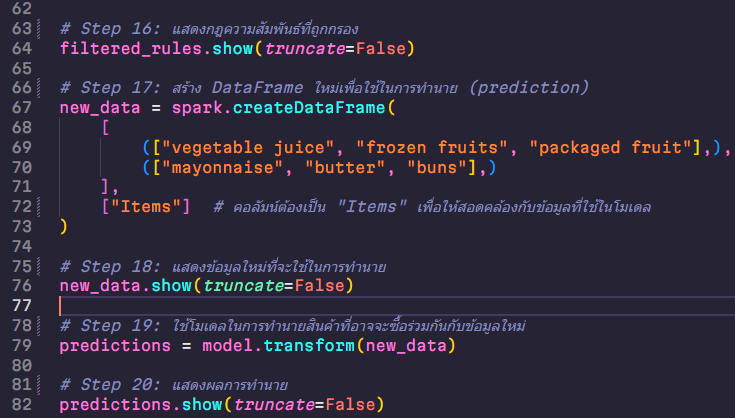 62
63 # Step 16: แสดงกฎความสัมพันธ์ที่ถูกกรอง
64 filtered_rules.show(truncate=False)
65
66 # Step 17: สร้าง DataFrame ใหม่เพื่อใช้ในการทำนาย (prediction)
67 new_data = spark.createDataFrame(
68 [
69 (["vegetable juice", "frozen fruits", "packaged fruit"],),
70 (["mayonnaise", "butter", "buns"],)
71 ],
72 ["Items"]  # คอลัมน์ต้องเป็น "Items" เพื่อให้สอดคล้องกับข้อมูลที่ใช้ในโมเดล
73 )
74
75 # Step 18: แสดงข้อมูลใหม่ที่จะใช้ในการทำนาย
76 new_data.show(truncate=False)
77
78 # Step 19: ใช้โมเดลในการทำนายสินค้าที่อาจจะซื้อร่วมกันกับข้อมูลใหม่
79 predictions = model.transform(new_data)
80
81 # Step 20: แสดงผลการทำนาย
82 predictions.show(truncate=False)